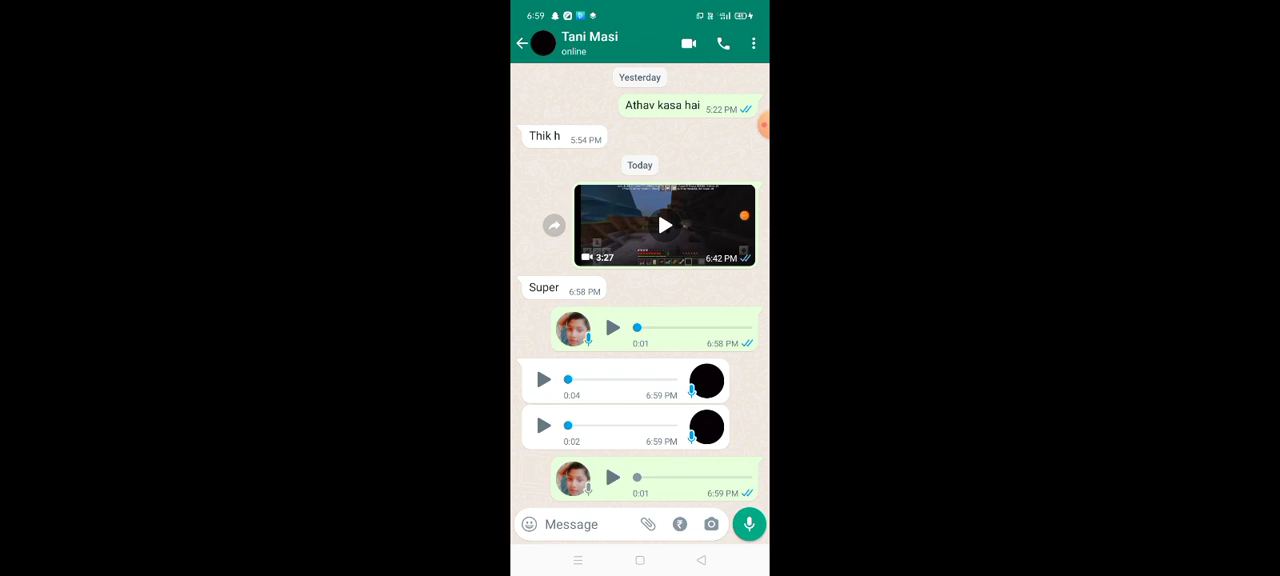 6:59
Tani Masi
online
Yesterday
Athav kasa hai 5:22 PM
Thik h 5:54 PM
Today
3:27 6:42 PM
Super 6:58 PM
0:01 6:58 PM
0:04 6:59 PM
0:02 6:59 PM
0:01 6:59 PM
Message